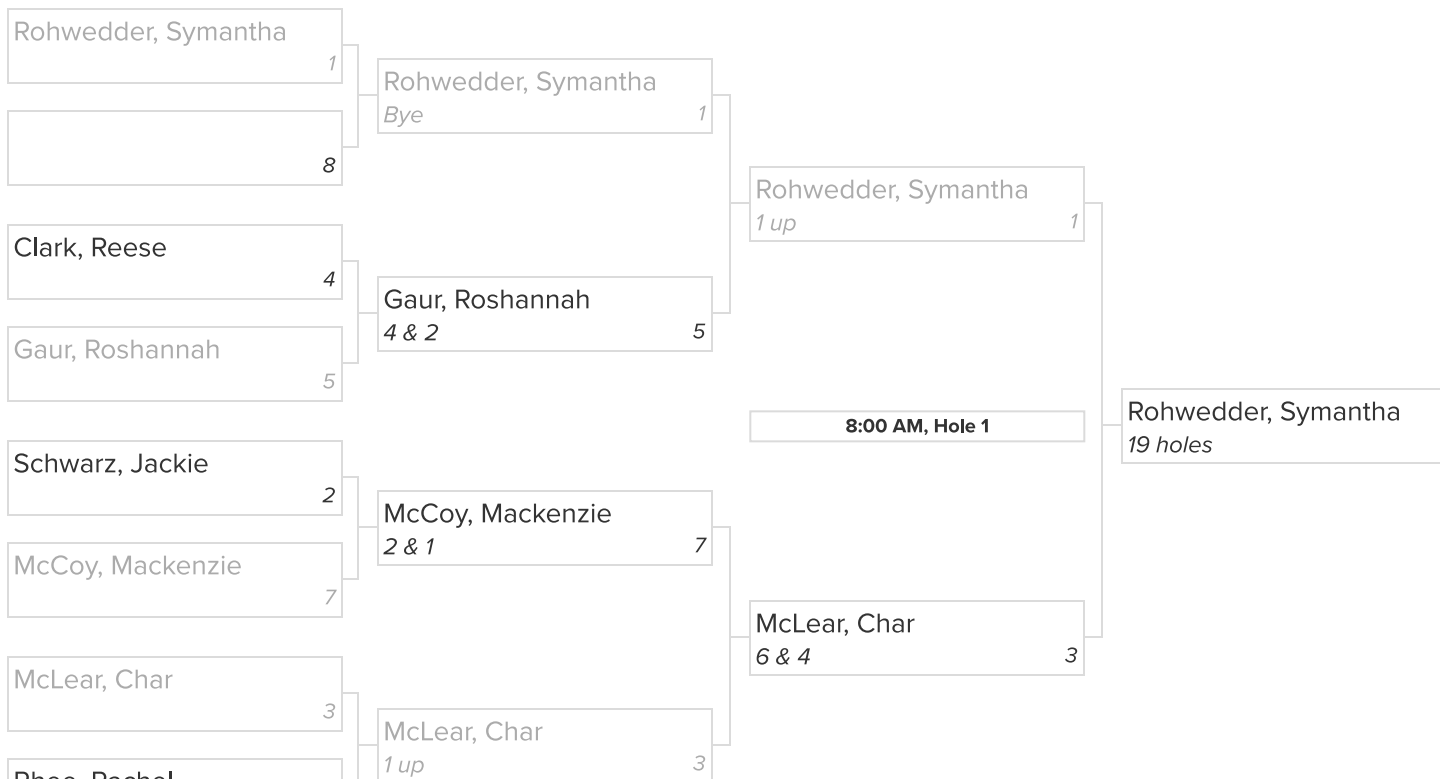 Rohwedder, Symantha
1
8
Clark, Reese
4
Gaur, Roshannah
5
Schwarz, Jackie
2
McCoy, Mackenzie
7
McLear, Char
3
Rohwedder, Symantha
Bye 1
Gaur, Roshannah
4 & 2 5
McCoy, Mackenzie
2 & 1 7
McLear, Char
1 up 3
Rohwedder, Symantha
1 up 1
8:00 AM, Hole 1
McLear, Char
6 & 4 3
Rohwedder, Symantha
19 holes